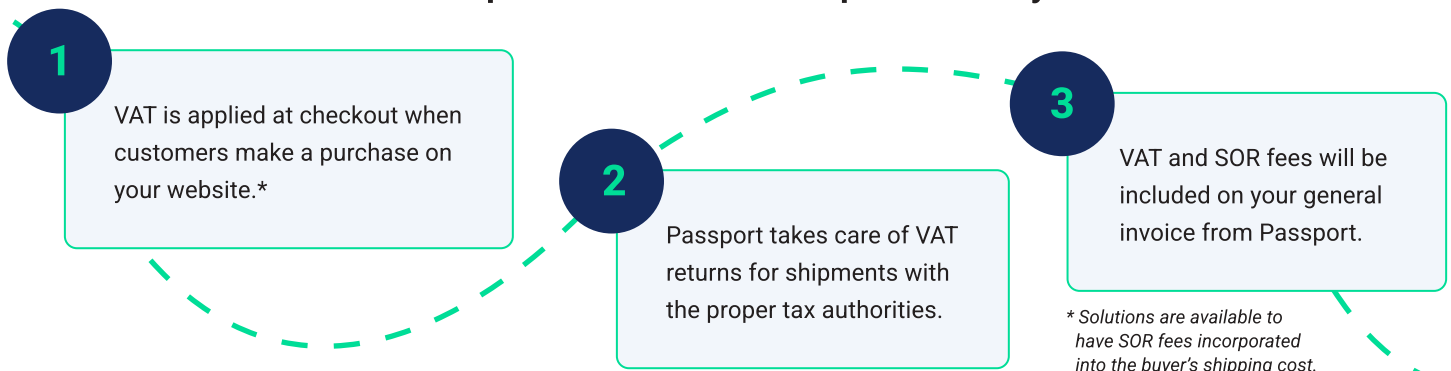 1
VAT is applied at checkout when
customers make a purchase on
your website.*
2
Passport takes care of VAT
returns for shipments with
the proper tax authorities.
3
VAT and SOR fees will be
included on your general
invoice from Passport.
* Solutions are available to
have SOR fees incorporated
into the buyer's shipping cost.